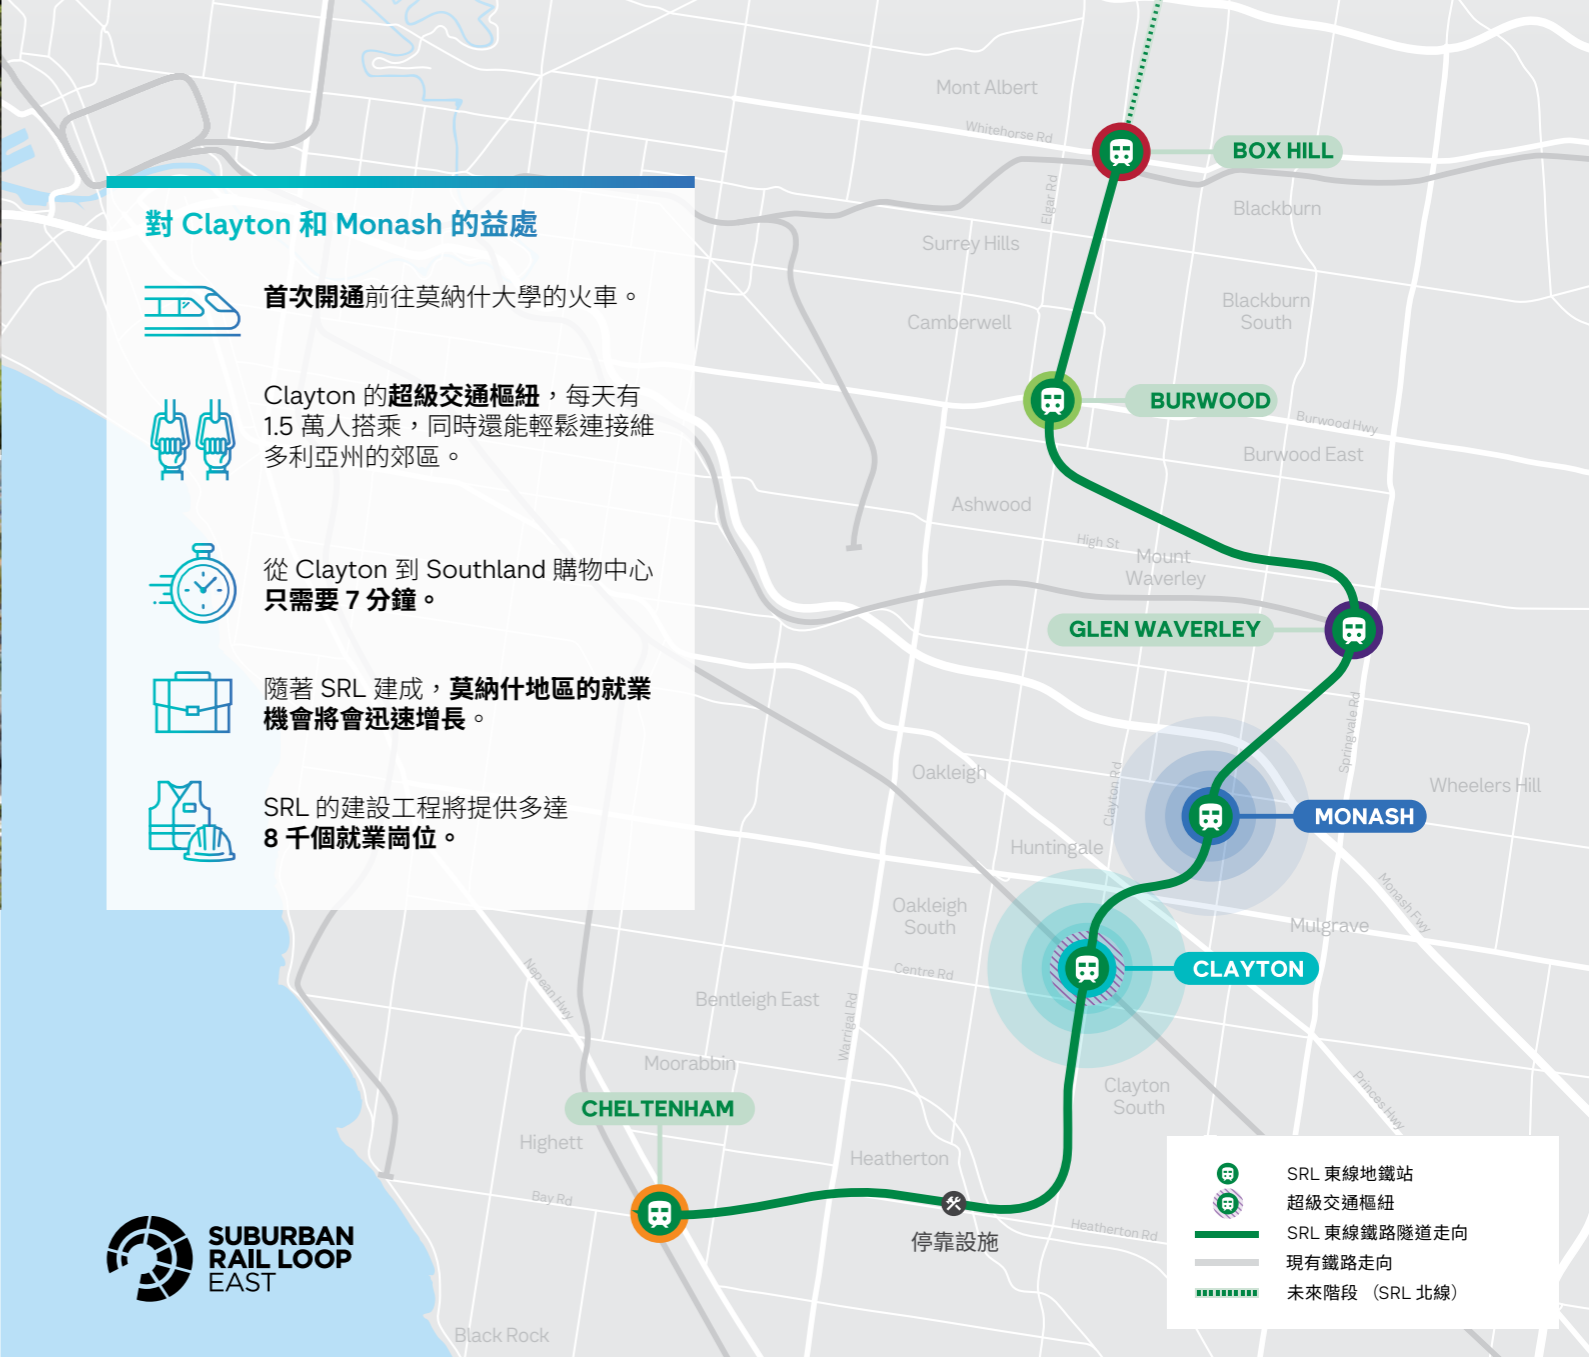 對 Clayton 和 Monash 的益處
首次開通前往莫納什大學的火車。
Clayton 的超級交通樞紐，每天有
1.5 萬人搭乘，同時還能輕鬆連接維
多利亞州的郊區。
從 Clayton 到 Southland 購物中心
只需要 7 分鐘。
隨著 SRL 建成，莫納什地區的就業
機會將會迅速增長。
SRL 的建設工程將提供多達
8 千個就業崗位。
Mont Albert
Whitehorse Rd
BOX HILL
Elgar Rd
Blackburn
Surrey Hills
Blackburn
South
Camberwell
BURWOOD
Burwood Hwy
Burwood East
Ashwood
High St
Mount
Waverley
GLEN WAVERLEY
Springvale Rd
Oakleigh
Clayton Rd
Wheelers Hill
MONASH
Huntingale
Monash Fwy
Oakleigh
South
Mulgrave
Centre Rd
CLAYTON
Nepean Hwy
Bentleigh East
Warrigal Rd
Moorabbin
Clayton
South
Princes Hwy
CHELTENHAM
Highett
Heatherton
Bay Rd
停靠設施
Heatherton Rd
SUBURBAN
RAIL LOOP
EAST
Black Rock
SRL 東線地鐵站
超級交通樞紐
SRL 東線鐵路隧道走向
現有鐵路走向
未來階段 （SRL 北線）